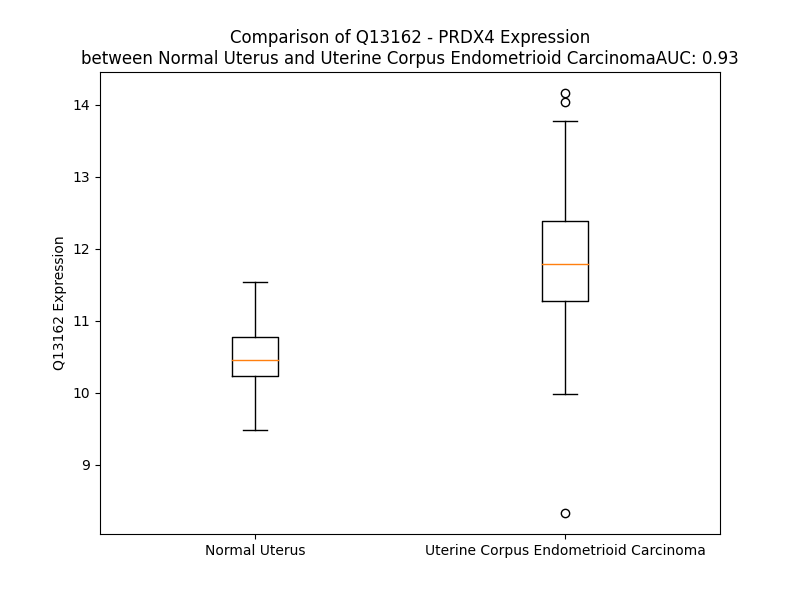 Comparison of Q13162 - PRDX4 Expression
between Normal Uterus and Uterine Corpus Endometrioid CarcinomaAUC: 0.93
14
13
12
11
10
9
Q13162 Expression
Normal Uterus
Uterine Corpus Endometrioid Carcinoma